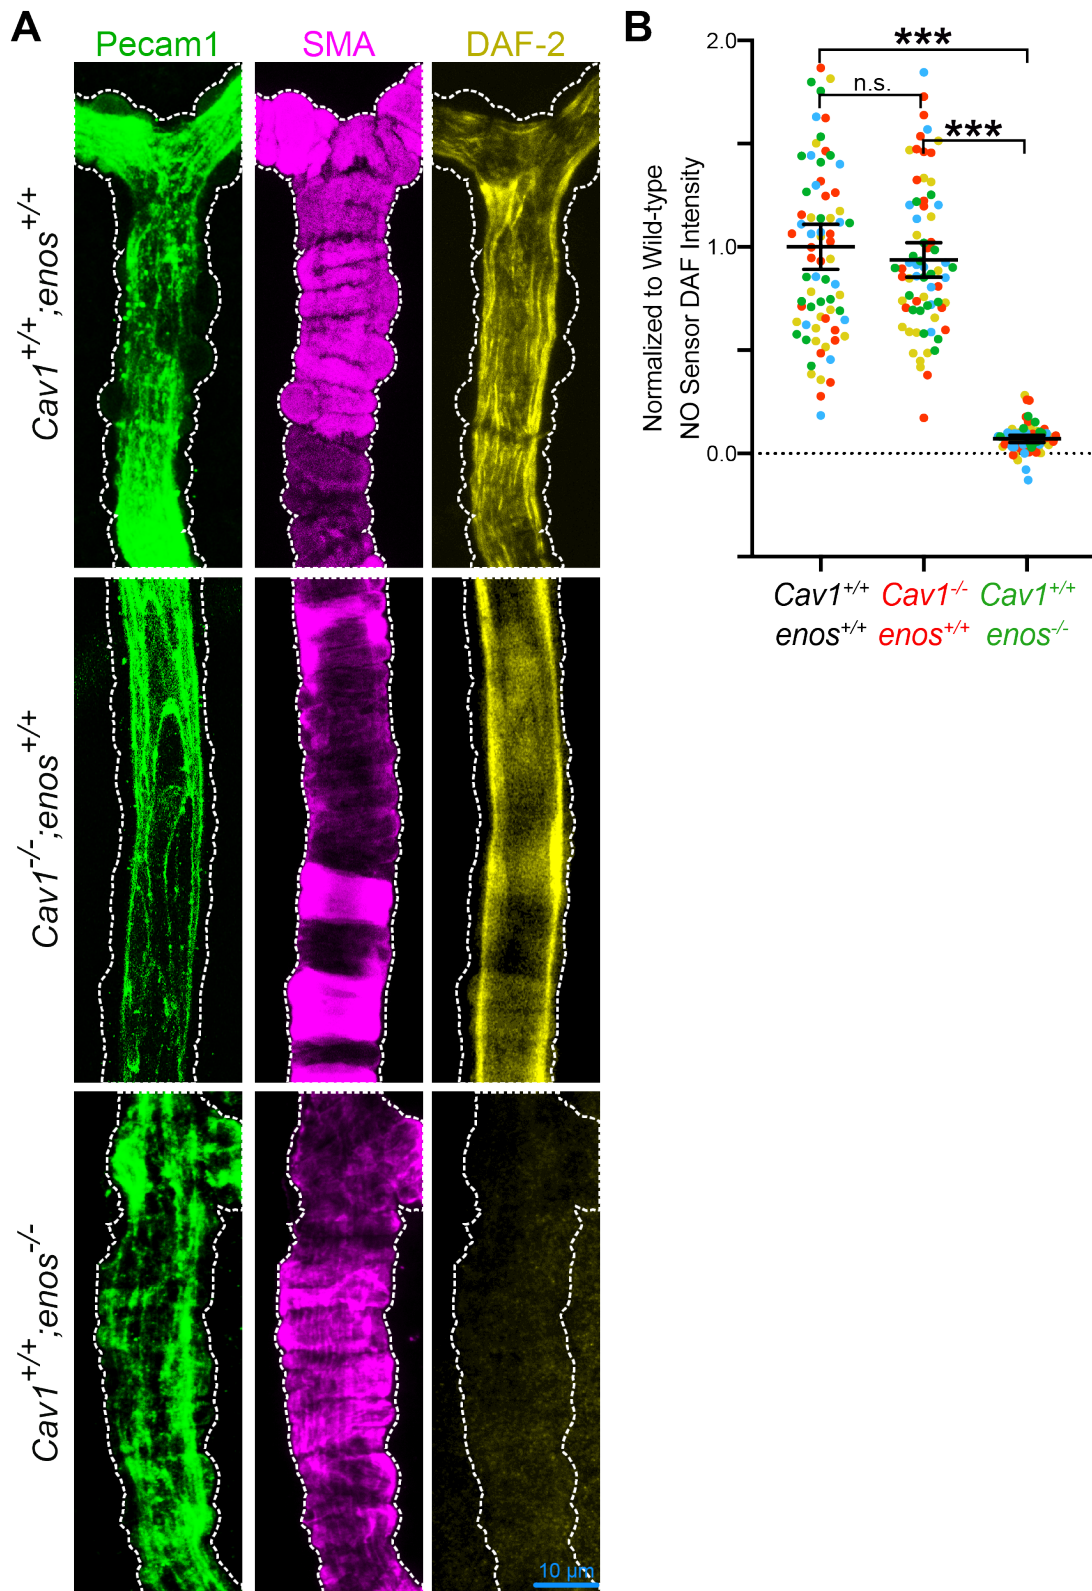 A
Pecam1
SMA
DAF-2
Cav1+/+;enos+/+
Cav1-/-;enos+/+
Cav1+/+;enos-/-
10 µm
B
Normalized to Wild-type
NO Sensor DAF Intensity
2.0
1.0
0.0
***
n.s.
***
Cav1+/+ Cav1-/- Cav1+/+
enos+/+ enos+/+ enos-/-